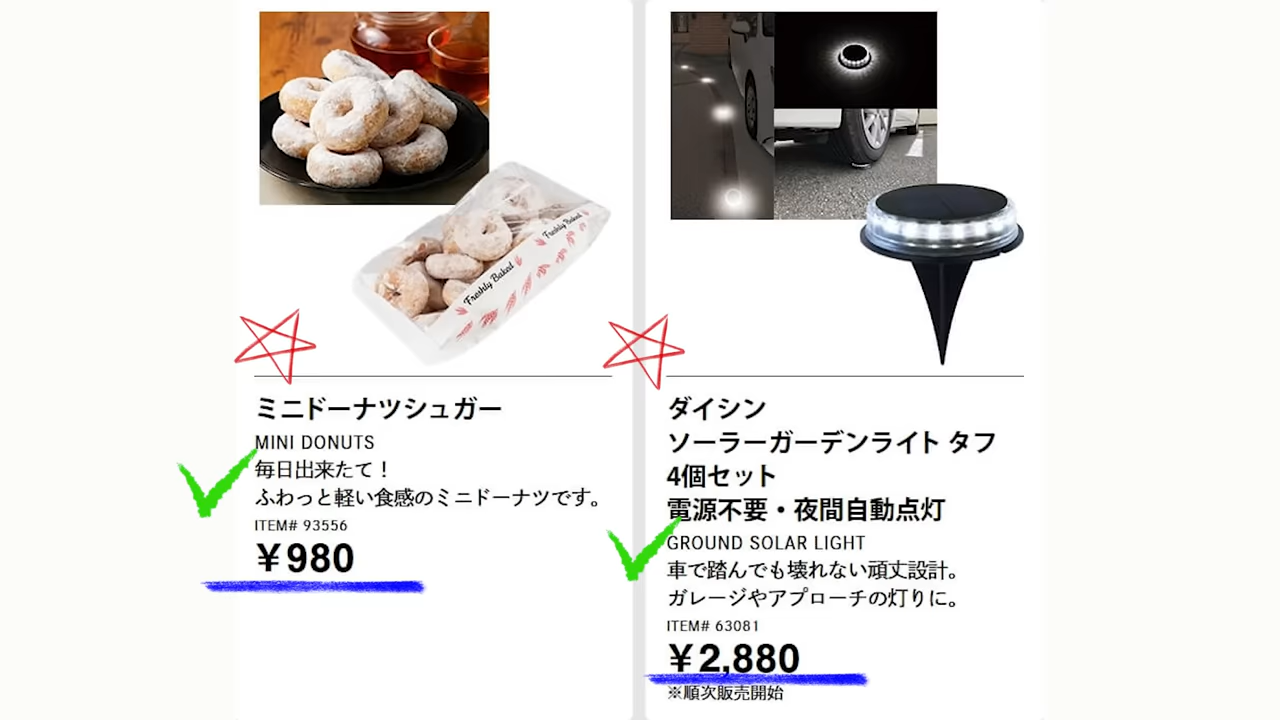 Freshly Baked
Freshly Baked
ミニドーナツシュガー
MINI DONUTS
毎日出来たて！
ふわっと軽い食感のミニドーナツです。
ITEM# 93556
￥980
ダイシン
ソーラーガーデンライト タフ
4個セット
電源不要・夜間自動点灯
GROUND SOLAR LIGHT
車で踏んでも壊れない頑丈設計。
ガレージやアプローチの灯りに。
ITEM# 63081
￥2,880
※順次販売開始